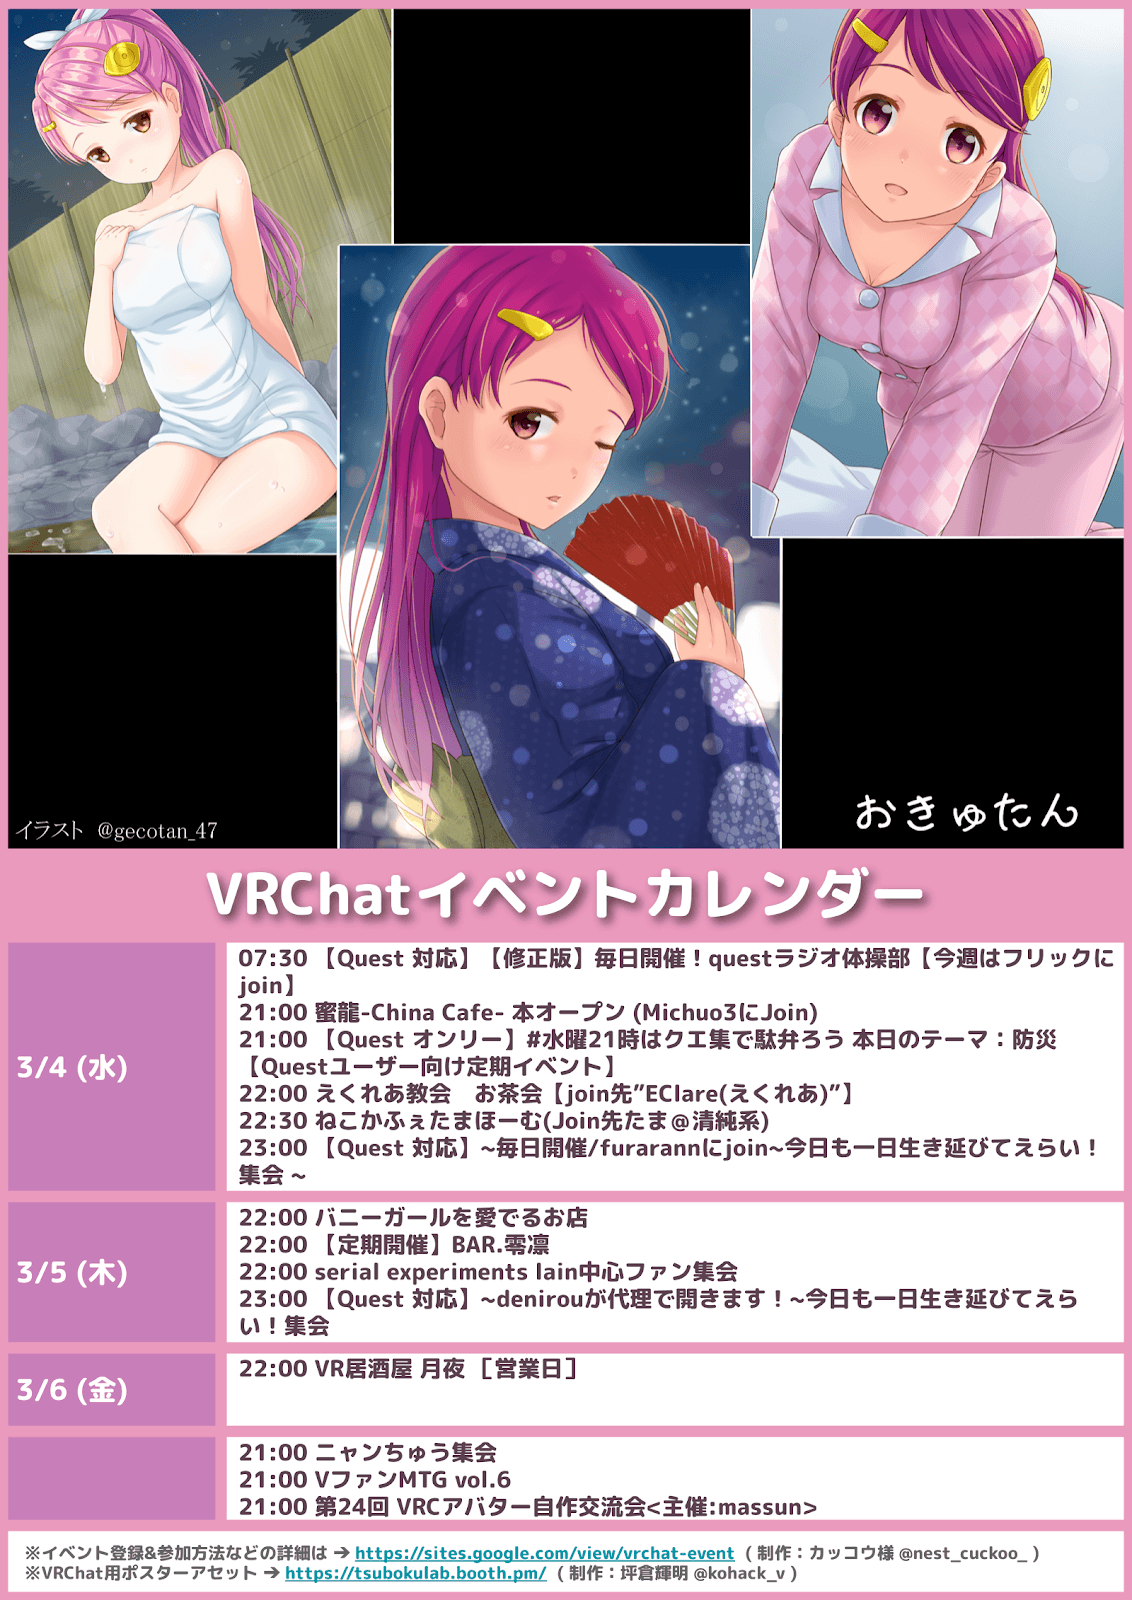 イラスト @gecotan_47
おきゅたん
VRChatイベントカレンダー
3/4 (水)
07:30 【Quest 対応】【修正版】毎日開催！questラジオ体操部【今週はフリックに
join】
21:00 蜜龍-China Cafe- 本オープン (Michuo3にJoin)
21:00 【Quest オンリー】#水曜21時はクエ集で駄弁ろう 本日のテーマ：防災
【Questユーザー向け定期イベント】
22:00 えくれあ教会　お茶会【join先”EClare(えくれあ)”】
22:30 ねこかふぇたまほーむ(Join先たま＠清純系)
23:00 【Quest 対応】~毎日開催/furarannにjoin~今日も一日生き延びてえらい！
集会 ~
3/5 (木)
22:00 バニーガールを愛でるお店
22:00 【定期開催】BAR.零凛
22:00 serial experiments lain中心ファン集会
23:00 【Quest 対応】~denirouが代理で開きます！~今日も一日生き延びてえら
い！集会
3/6 (金)
22:00 VR居酒屋 月夜 ［営業日］
21:00 ニャンちゅう集会
21:00 VファンMTG vol.6
21:00 第24回 VRCアバター自作交流会<主催:massun>
※イベント登録&参加方法などの詳細は → https://sites.google.com/view/vrchat-event ( 制作：カッコウ様 @nest_cuckoo_ )
※VRChat用ポスターアセット → https://tsubokulab.booth.pm/ ( 制作：坪倉輝明 @kohack_v )